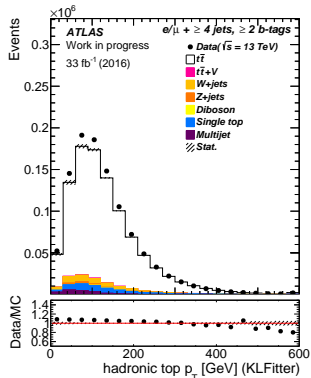 ×10⁶
ATLAS
Work in progress
33 fb⁻¹ (2016)
e/μ + ≥ 4 jets, ≥ 2 b-tags
Data(√s = 13 TeV)
tt̄
tt̄+V
W+jets
Z+jets
Diboson
Single top
Multijet
Stat.
Events
0.3
0.25
0.2
0.15
0.1
0.05
Data/MC
1.4
1.2
1.0
0.8
0.6
0 200 400 600
hadronic top p_T [GeV] (KLFitter)